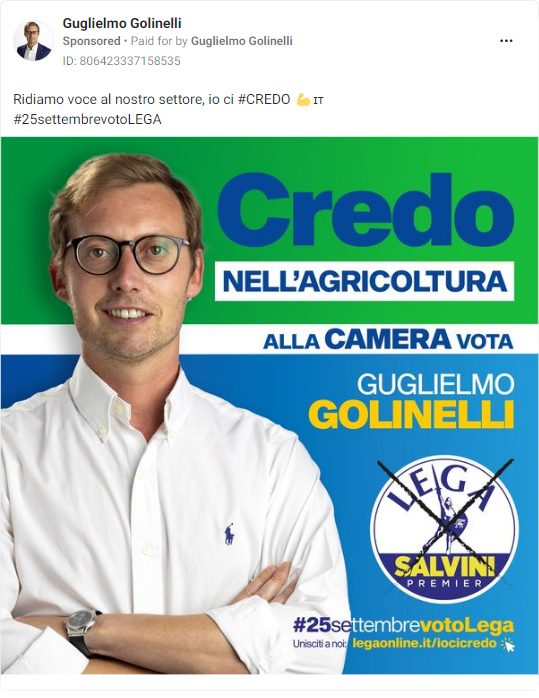 Guglielmo Golinelli
Sponsored • Paid for by Guglielmo Golinelli
ID: 806423337158535
Ridiamo voce al nostro settore, io ci #CREDO 💪 IT
#25settembrevotoLEGA
Credo
NELL'AGRICOLTURA
ALLA CAMERA VOTA
GUGLIELMO
GOLINELLI
LEGA
SALVINI
PREMIER
#25settembrevotoLega
Unisciti a noi: legaonline.it/iocicredo